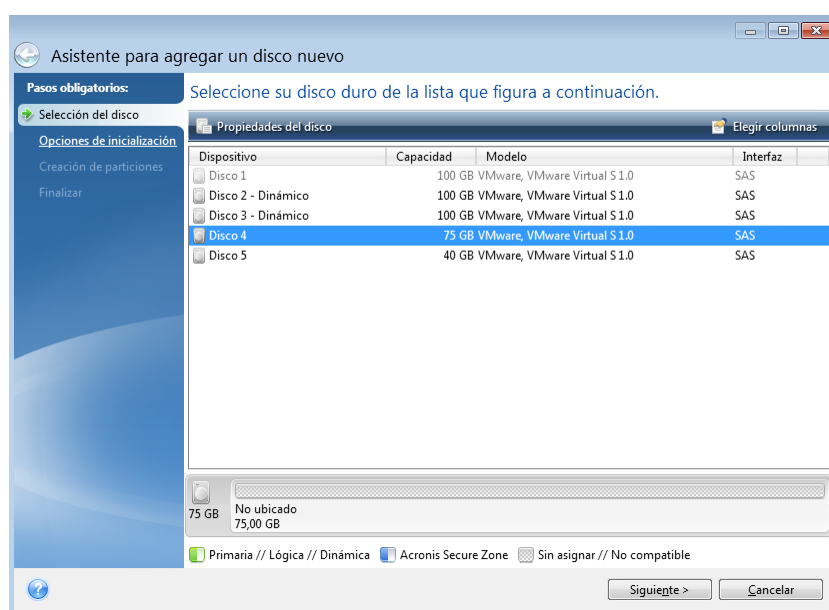 Asistente para agregar un disco nuevo
Pasos obligatorios:
Selección del disco
Opciones de inicialización
Creación de particiones
Finalizar
Seleccione su disco duro de la lista que figura a continuación.
Propiedades del disco Elegir columnas
Dispositivo Capacidad Modelo Interfaz
Disco 1 100 GB VMware, VMware Virtual S 1.0 SAS
Disco 2 - Dinámico 100 GB VMware, VMware Virtual S 1.0 SAS
Disco 3 - Dinámico 100 GB VMware, VMware Virtual S 1.0 SAS
Disco 4 75 GB VMware, VMware Virtual S 1.0 SAS
Disco 5 40 GB VMware, VMware Virtual S 1.0 SAS
75 GB
No ubicado
75,00 GB
Primaria // Lógica // Dinámica Acronis Secure Zone Sin asignar // No compatible
Siguiente > Cancelar